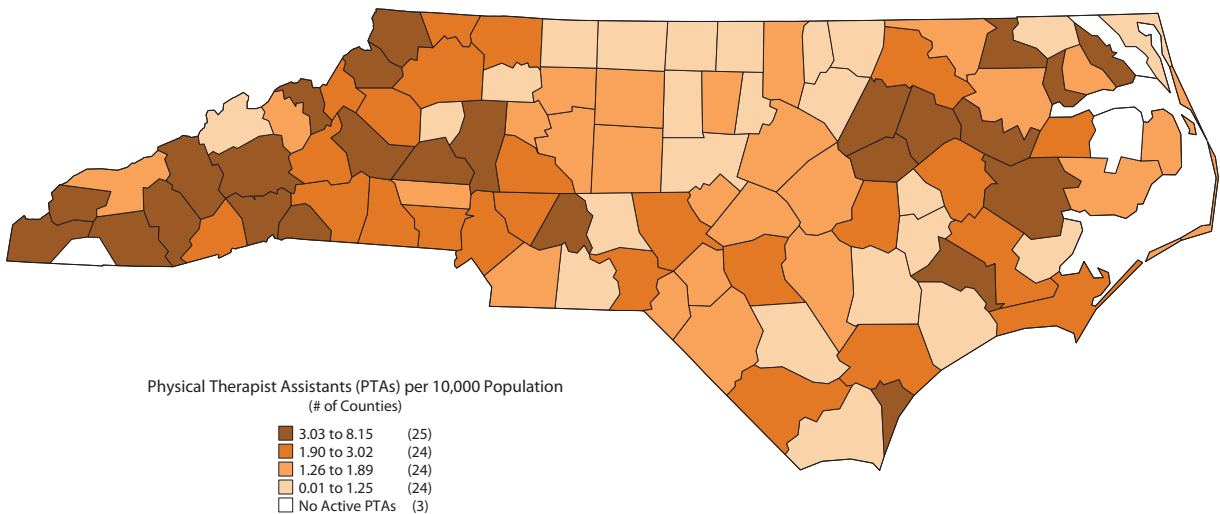 Physical Therapist Assistants (PTAs) per 10,000 Population
(# of Counties)
3.03 to 8.15 (25)
1.90 to 3.02 (24)
1.26 to 1.89 (24)
0.01 to 1.25 (24)
No Active PTAs (3)